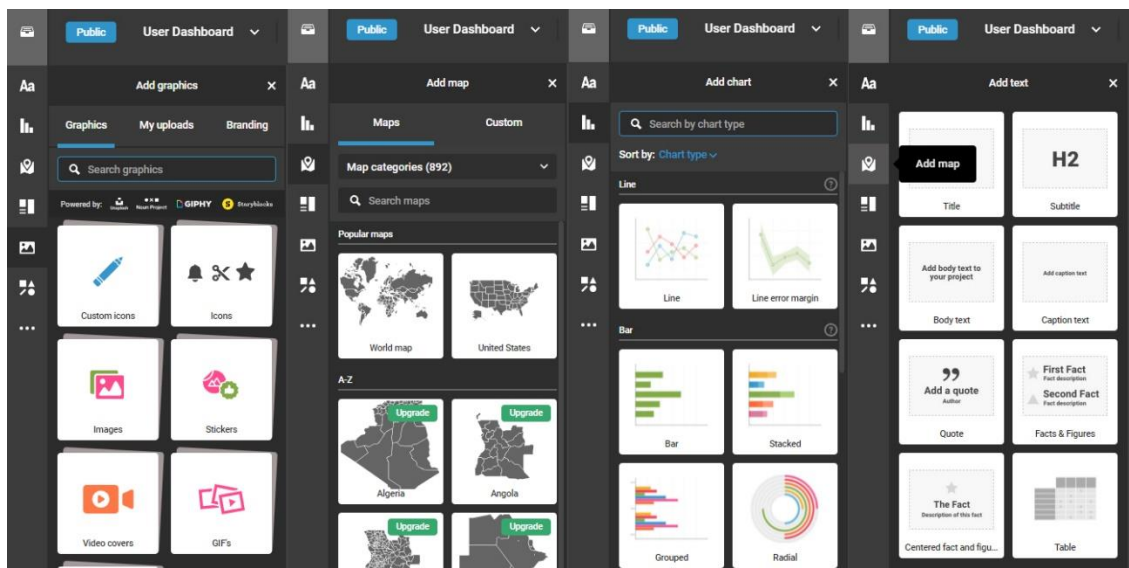 Public
User Dashboard
Aa
Add graphics
Graphics
My uploads
Branding
Search graphics
Powered by:
Unsplash
Noun Project
GIPHY
Storyblocks
Custom icons
Icons
Images
Stickers
Video covers
GIFs
Public
User Dashboard
Aa
Add map
Maps
Custom
Map categories (892)
Search maps
Popular maps
World map
United States
A-Z
Upgrade
Upgrade
Algeria
Angola
Upgrade
Upgrade
Public
User Dashboard
Aa
Add chart
Search by chart type
Sort by: Chart type
Line
Line
Line error margin
Bar
Bar
Stacked
Grouped
Radial
Public
User Dashboard
Aa
Add text
Add map
H2
Title
Subtitle
Add body text to
your project
Add caption text
Body text
Caption text
Add a quote
Author
First Fact
Fact description
Second Fact
Fact description
Quote
Facts & Figures
The Fact
Description of this fact
Centered fact and figu...
Table